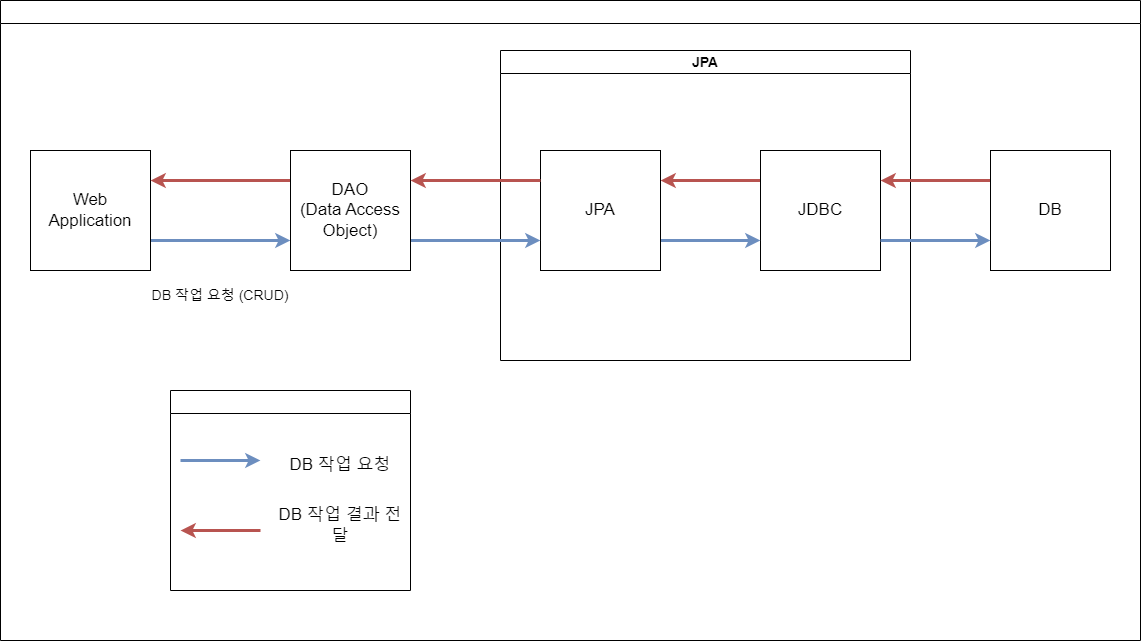 JPA
Web
Application
DAO
(Data Access
Object)
JPA
JDBC
DB
DB 작업 요청 (CRUD)
DB 작업 요청
DB 작업 결과 전
달